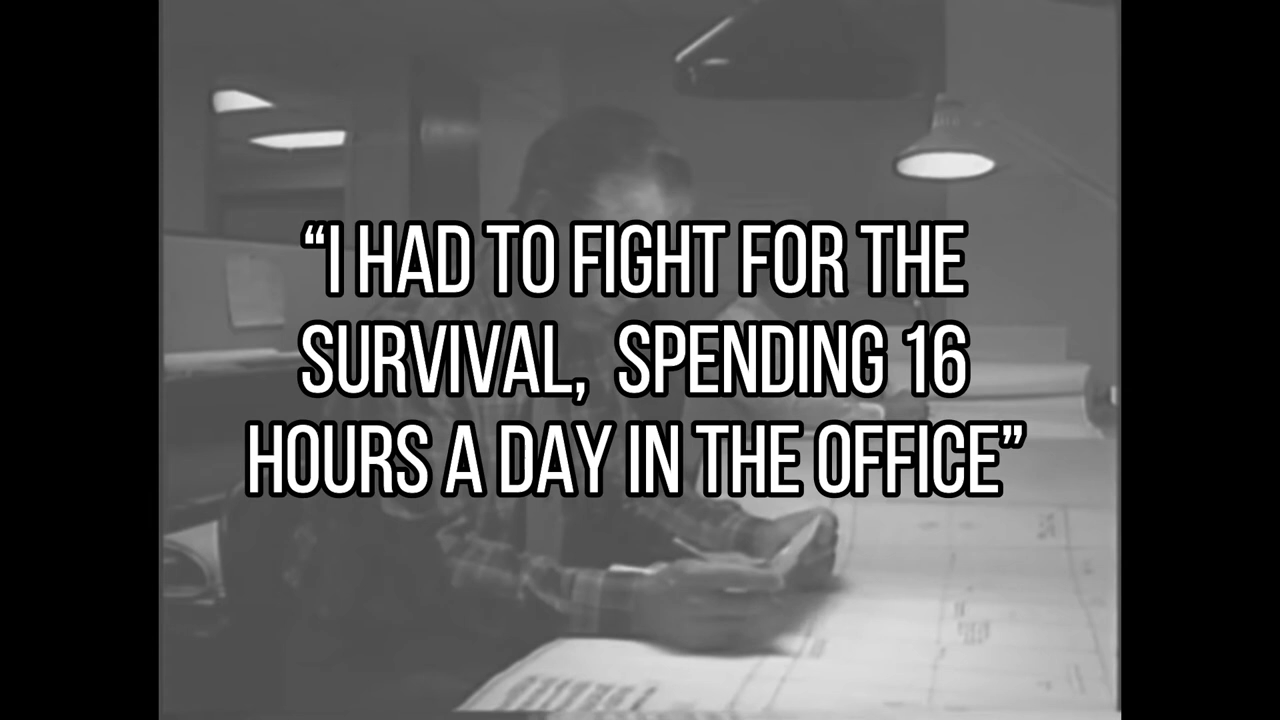 “I HAD TO FIGHT FOR THE
SURVIVAL,  SPENDING 16
HOURS A DAY IN THE OFFICE”